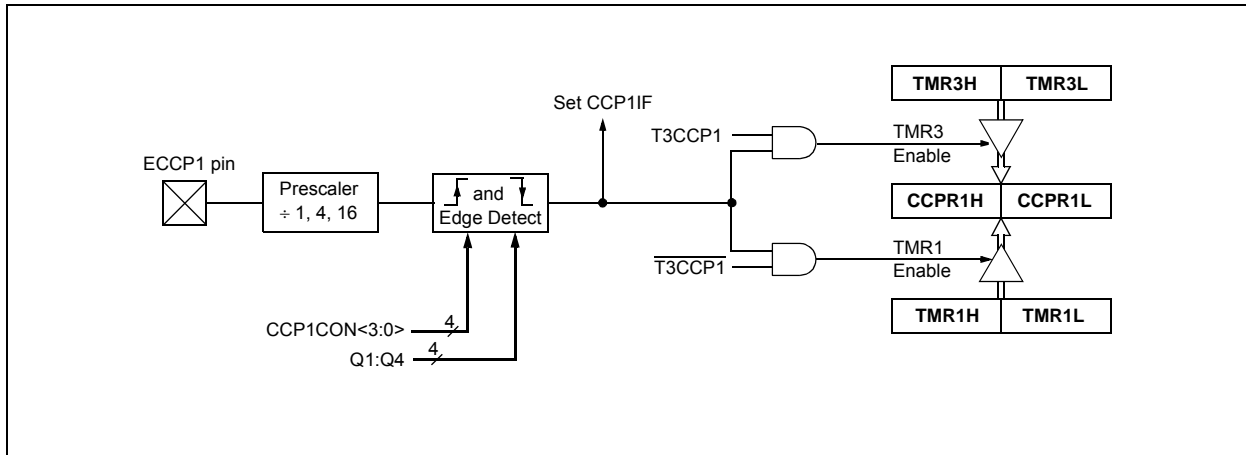 TMR3H TMR3L
Set CCP1IF
T3CCP1
TMR3
Enable
ECCP1 pin
Prescaler
÷ 1, 4, 16
and
Edge Detect
CCPR1H CCPR1L
T3CCP1
TMR1
Enable
TMR1H TMR1L
CCP1CON<3:0> 4
Q1:Q4 4